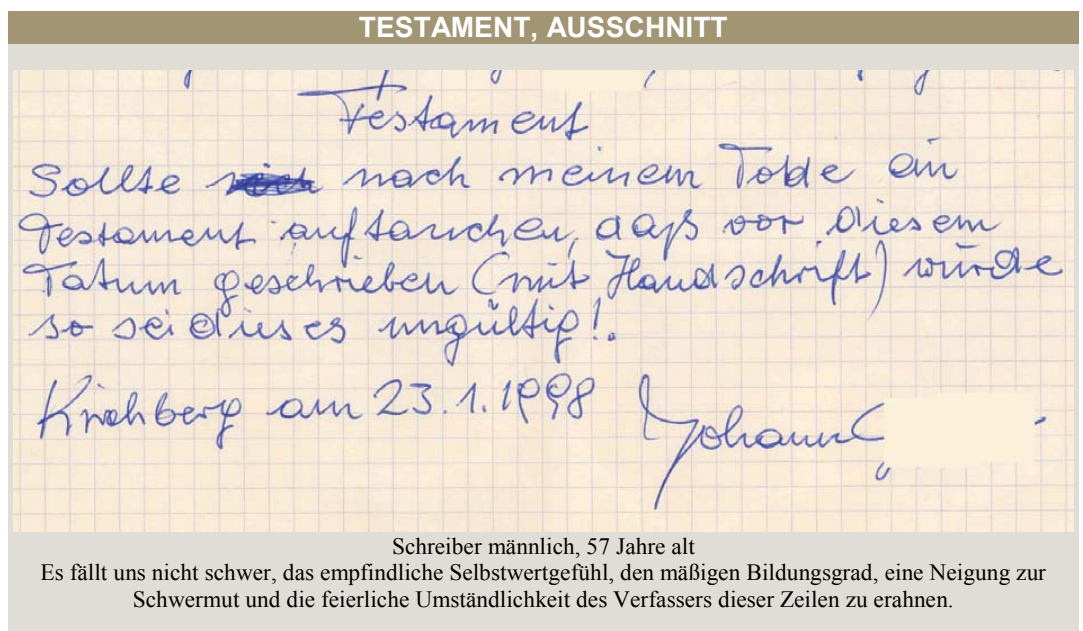 TESTAMENT, AUSSCHNITT
Testament
Sollte nach meinem Tode ein
Testament auftauchen, daß vor diesem
Tatum geschrieben (mit Handschrift) wurde
so sei dieses ungültig!.
Kirchberg am 23.1.1998 Johann
Schreiber männlich, 57 Jahre alt
Es fällt uns nicht schwer, das empfindliche Selbstwertgefühl, den mäßigen Bildungsgrad, eine Neigung zur
Schwermut und die feierliche Umständlichkeit des Verfassers dieser Zeilen zu erahnen.